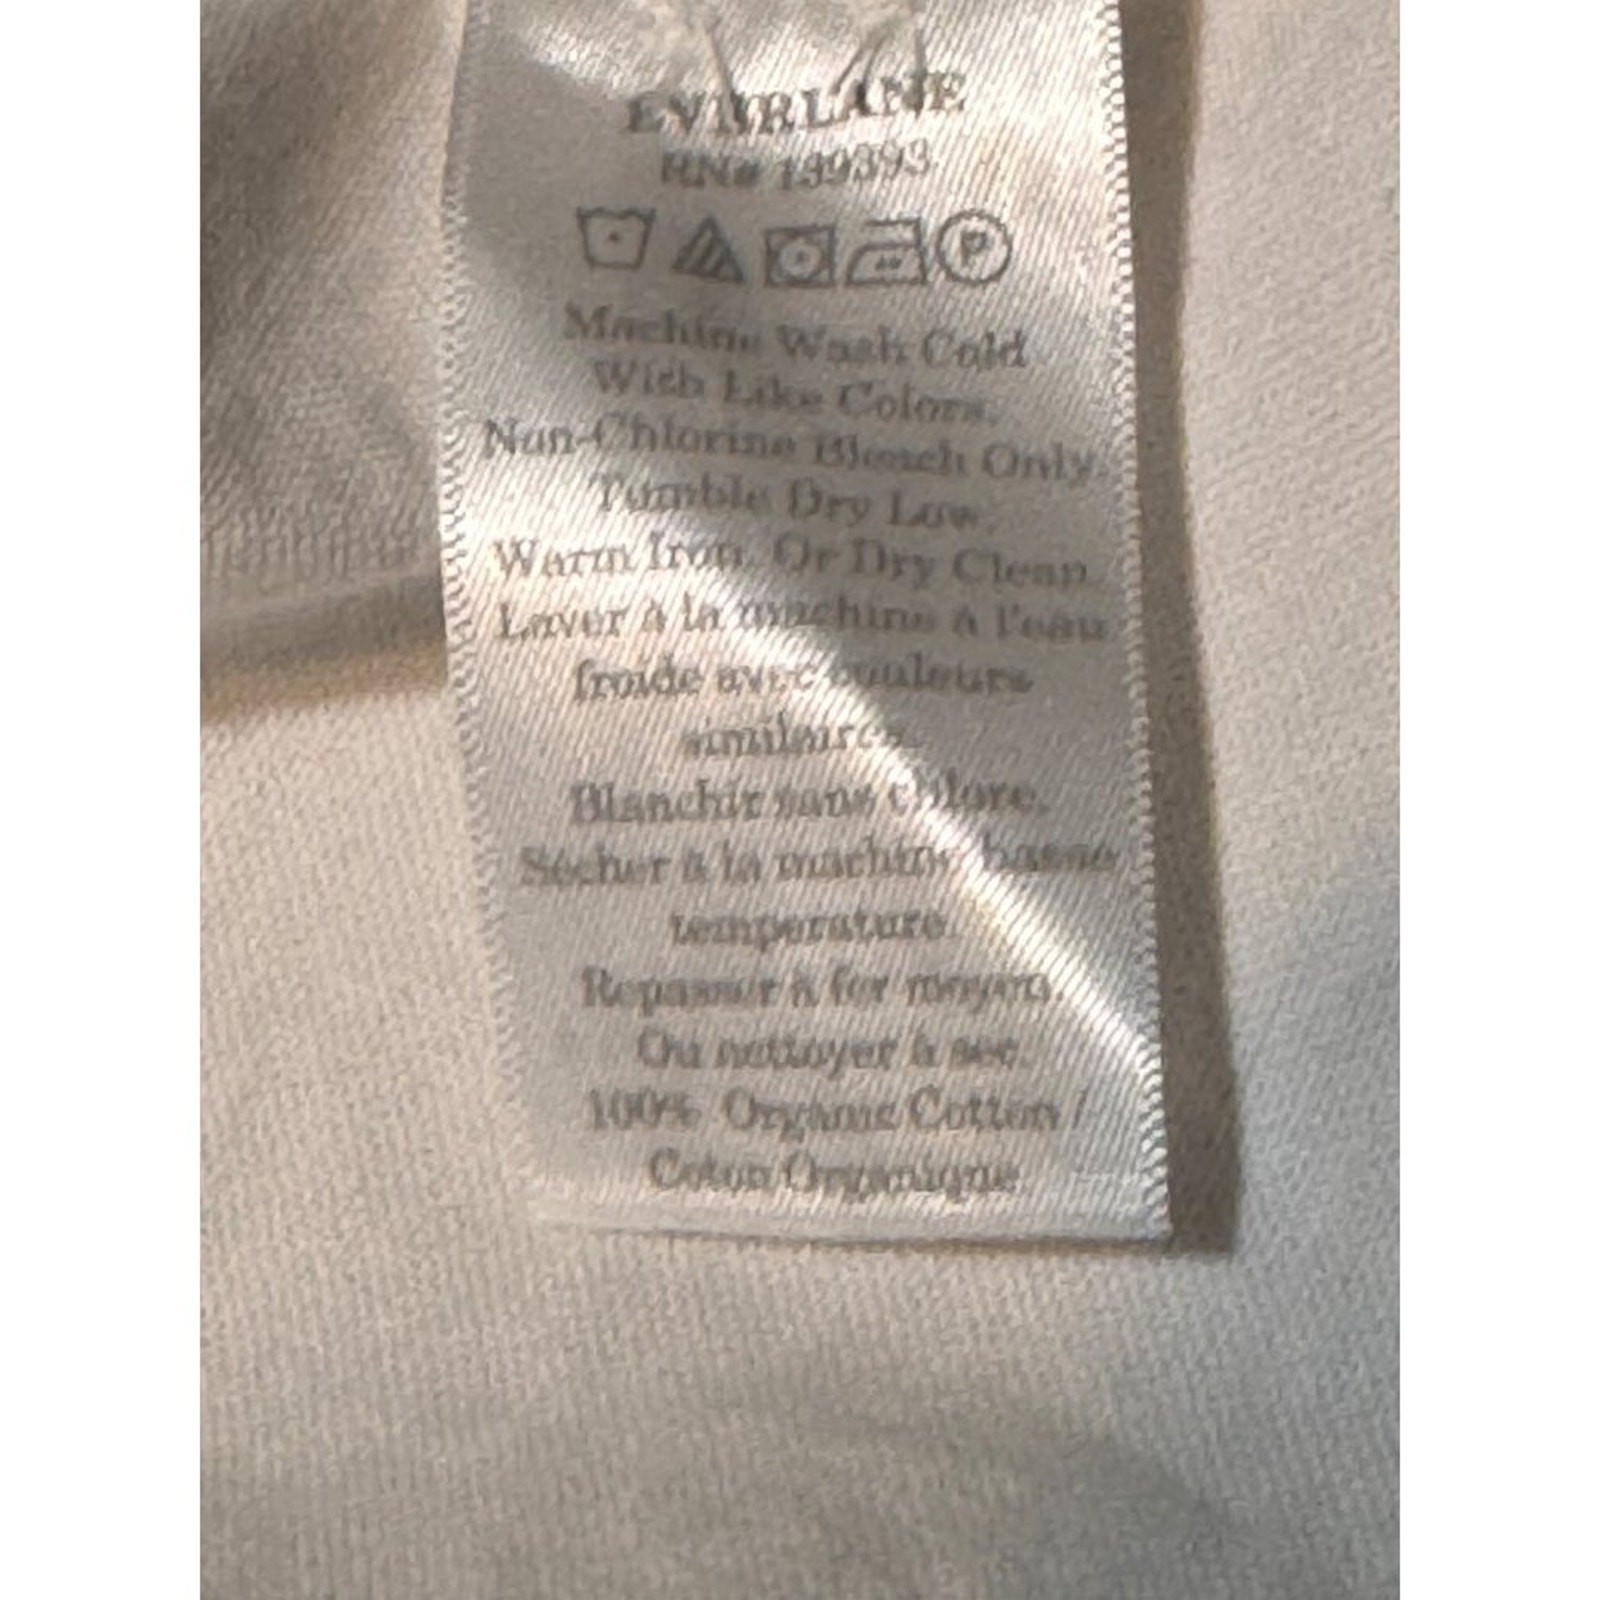 EVERLANE
RN# 139393
P
Machine Wash Cold
With Like Colors.
Non-Chlorine Bleach Only.
Tumble Dry Low.
Warm Iron. Or Dry Clean.
Laver à la machine à l'eau
froide avec couleurs
similaires.
Blanchir sans chlore.
Sécher à la machine basse
temperature.
Repasser à fer moyen.
Ou nettoyer à sec.
100% Organic Cotton /
Coton Organique